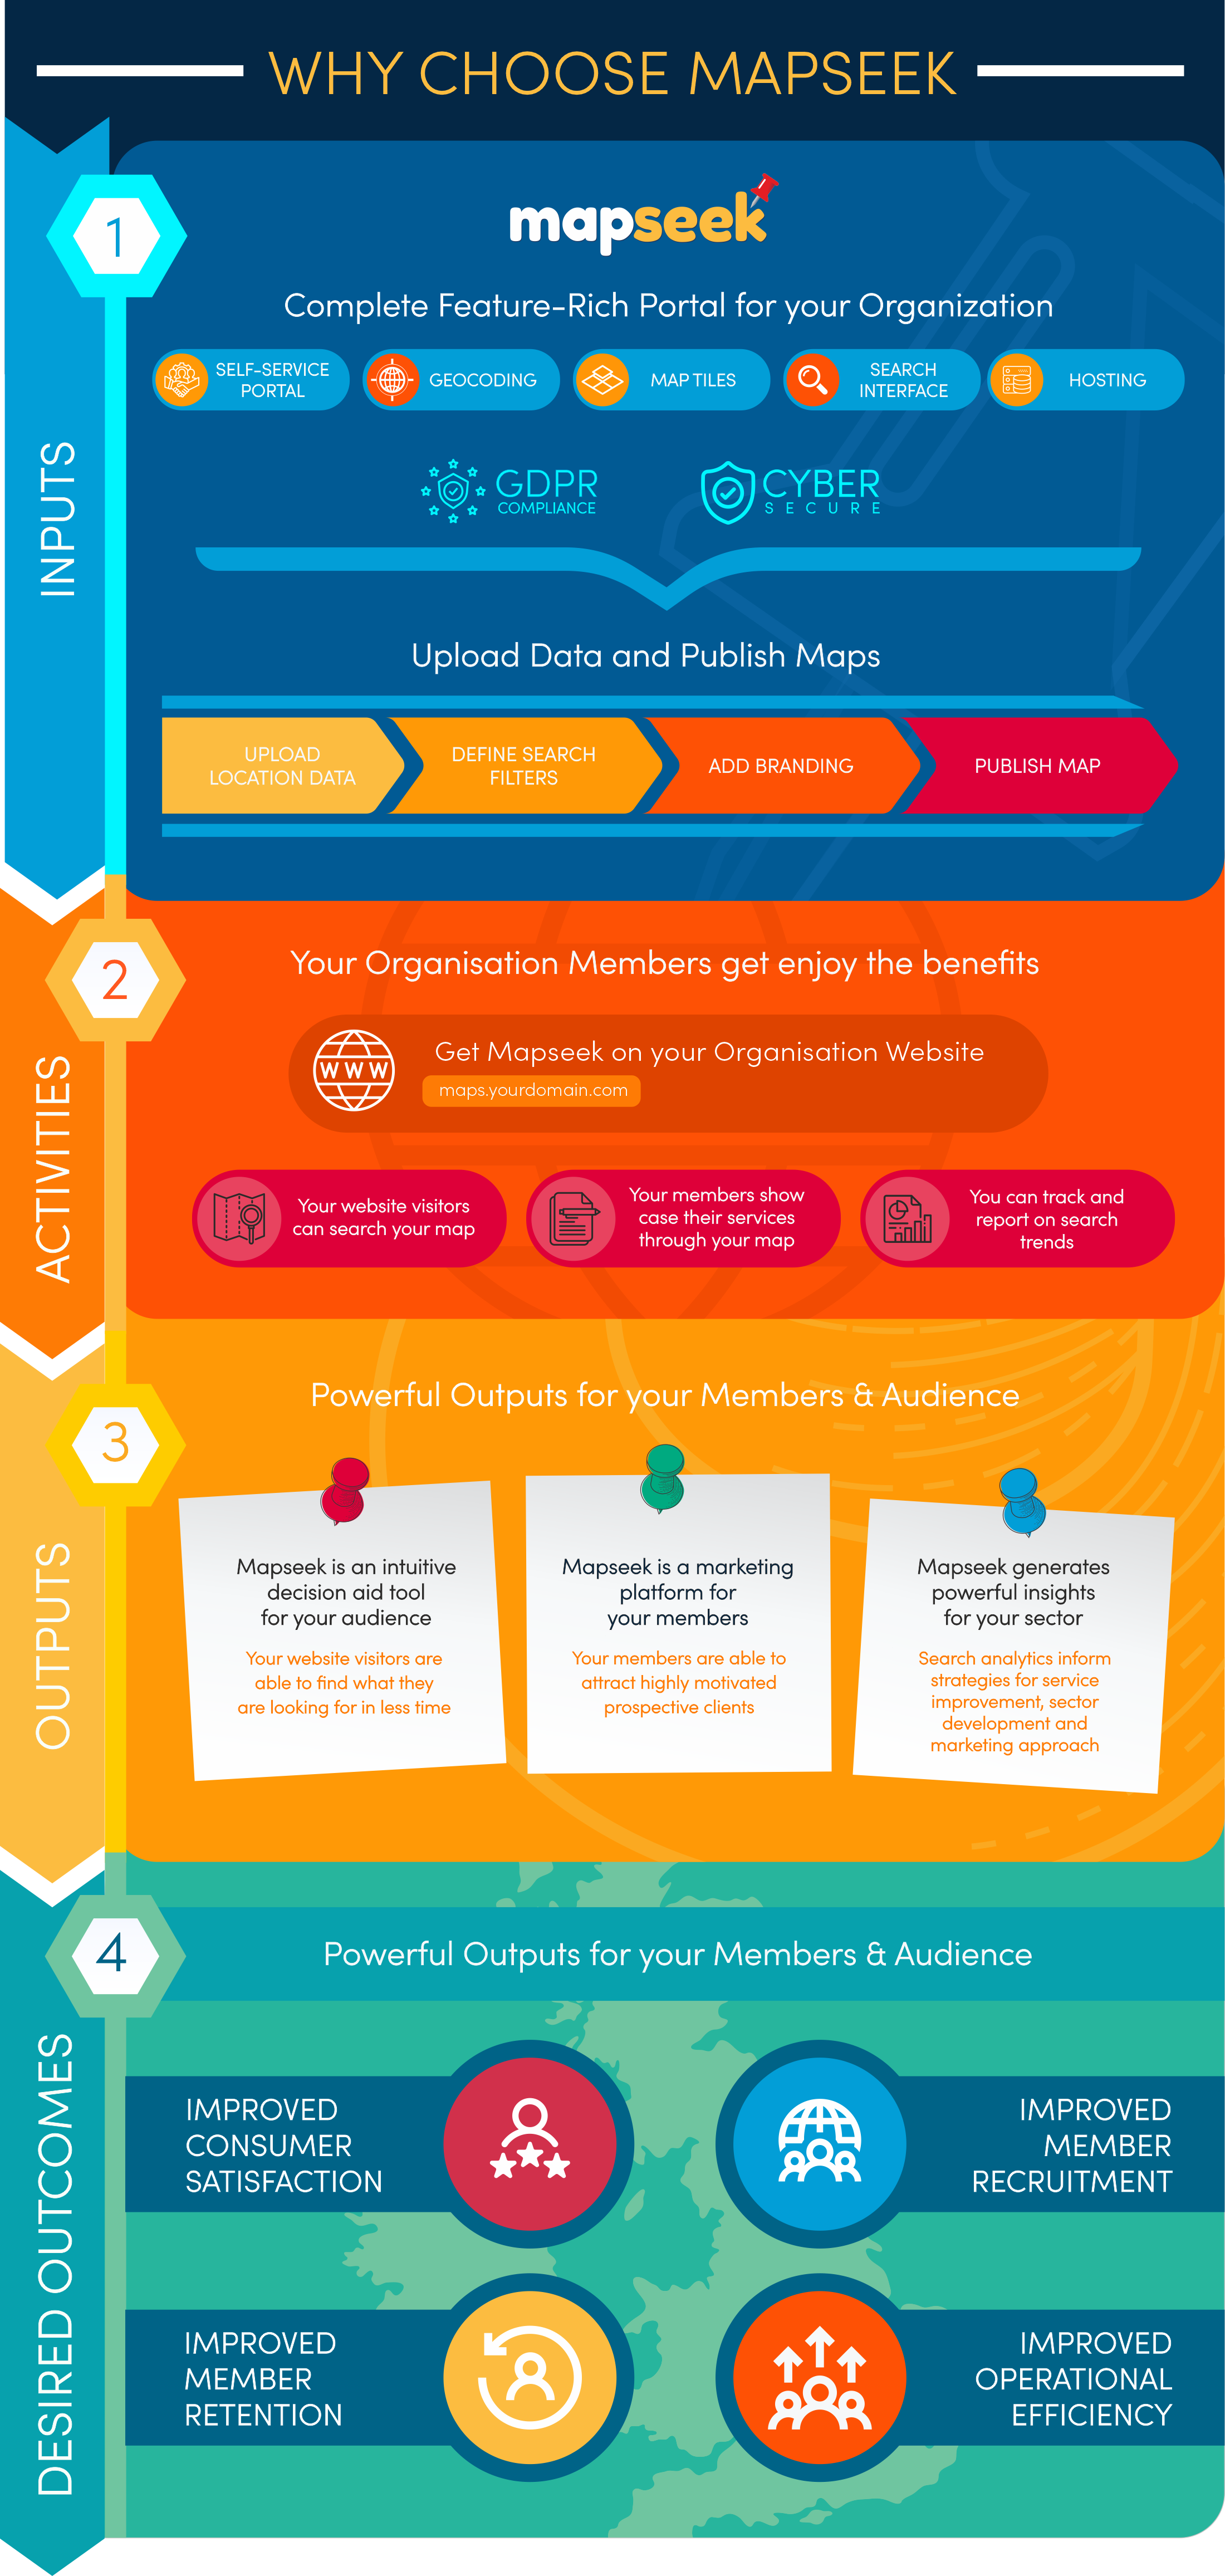 WHY CHOOSE MAPSEEK
1
mapseek
Complete Feature-Rich Portal for your Organization
SELF-SERVICE
PORTAL
GEOCODING
MAP TILES
SEARCH
INTERFACE
HOSTING
GDPR
COMPLIANCE
CYBER
SECURE
INPUTS
Upload Data and Publish Maps
UPLOAD
LOCATION DATA
DEFINE SEARCH
FILTERS
ADD BRANDING
PUBLISH MAP
2
Your Organisation Members get enjoy the benefits
WWW
Get Mapseek on your Organisation Website
maps.yourdomain.com
ACTIVITIES
Your website visitors
can search your map
Your members show
case their services
through your map
You can track and
report on search
trends
3
Powerful Outputs for your Members & Audience
OUTPUTS
Mapseek is an intuitive
decision aid tool
for your audience
Your website visitors are
able to find what they
are looking for in less time
Mapseek is a marketing
platform for
your members
Your members are able to
attract highly motivated
prospective clients
Mapseek generates
powerful insights
for your sector
Search analytics inform
strategies for service
improvement, sector
development and
marketing approach
4
Powerful Outputs for your Members & Audience
DESIRED OUTCOMES
IMPROVED
CONSUMER
SATISFACTION
IMPROVED
MEMBER
RECRUITMENT
IMPROVED
MEMBER
RETENTION
IMPROVED
OPERATIONAL
EFFICIENCY